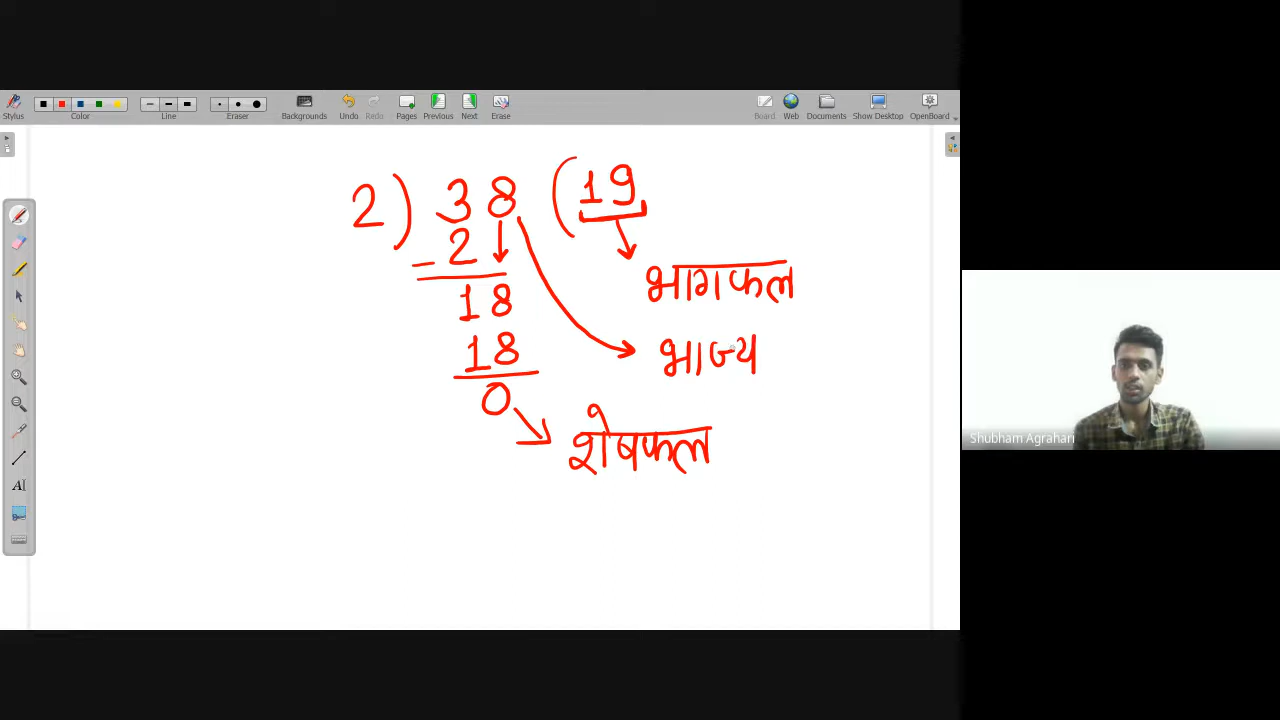 Stylus Color Line Eraser Backgrounds Undo Redo Pages Previous Next Erase Board Web Documents Show Desktop OpenBoard
2) 38 (19
- 2
भागफल
18
18
भाज्य
0
शेषफल
Shubham Agrahari